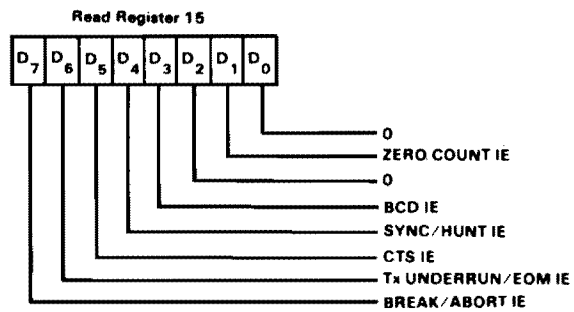 Read Register 15
D7 D6 D5 D4 D3 D2 D1 D0
0
ZERO COUNT IE
0
BCD IE
SYNC/HUNT IE
CTS IE
Tx UNDERRUN/EOM IE
BREAK/ABORT IE